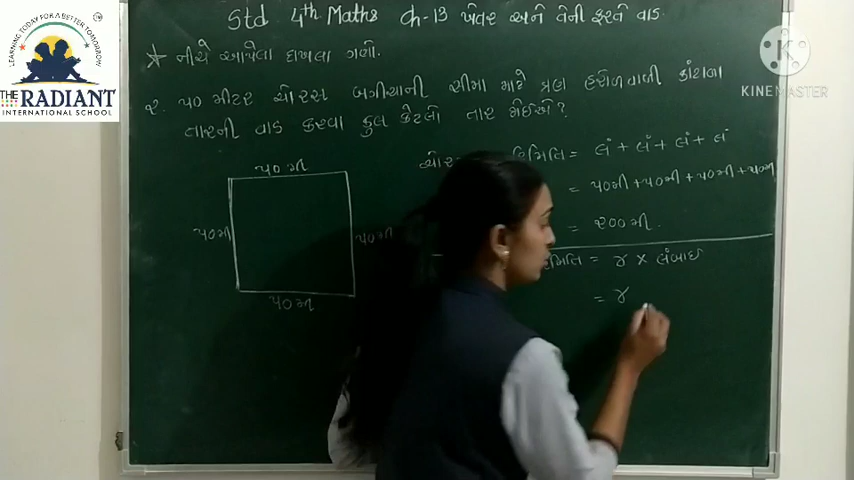 LEARNING TODAY FOR A BETTER TOMORROW
THE RADIANT
INTERNATIONAL SCHOOL
KINEMASTER
Std 4th Maths Ch-13 ખેતર અને તેની ફરતે વાડ.
☆ નીચે આપેલા દાખલા ગણો.
૨. ૫૦ મીટર ચોરસ બગીચાની સીમા માટે ત્રણ હરોળવાળી કાંટાળા
તારની વાડ કરવા કુલ કેટલો તાર જોઈએ?
૫૦ મી
૫૦મી
૫૦મી
૫૦ મી
ચોરસ િમિતિ = લં + લં + લં + લં
= ૫૦મી + ૫૦મી + ૫૦મી + ૫૦મી
= ૨૦૦ મી.
મિતિ = ૪ × લંબાઈ
= ૪